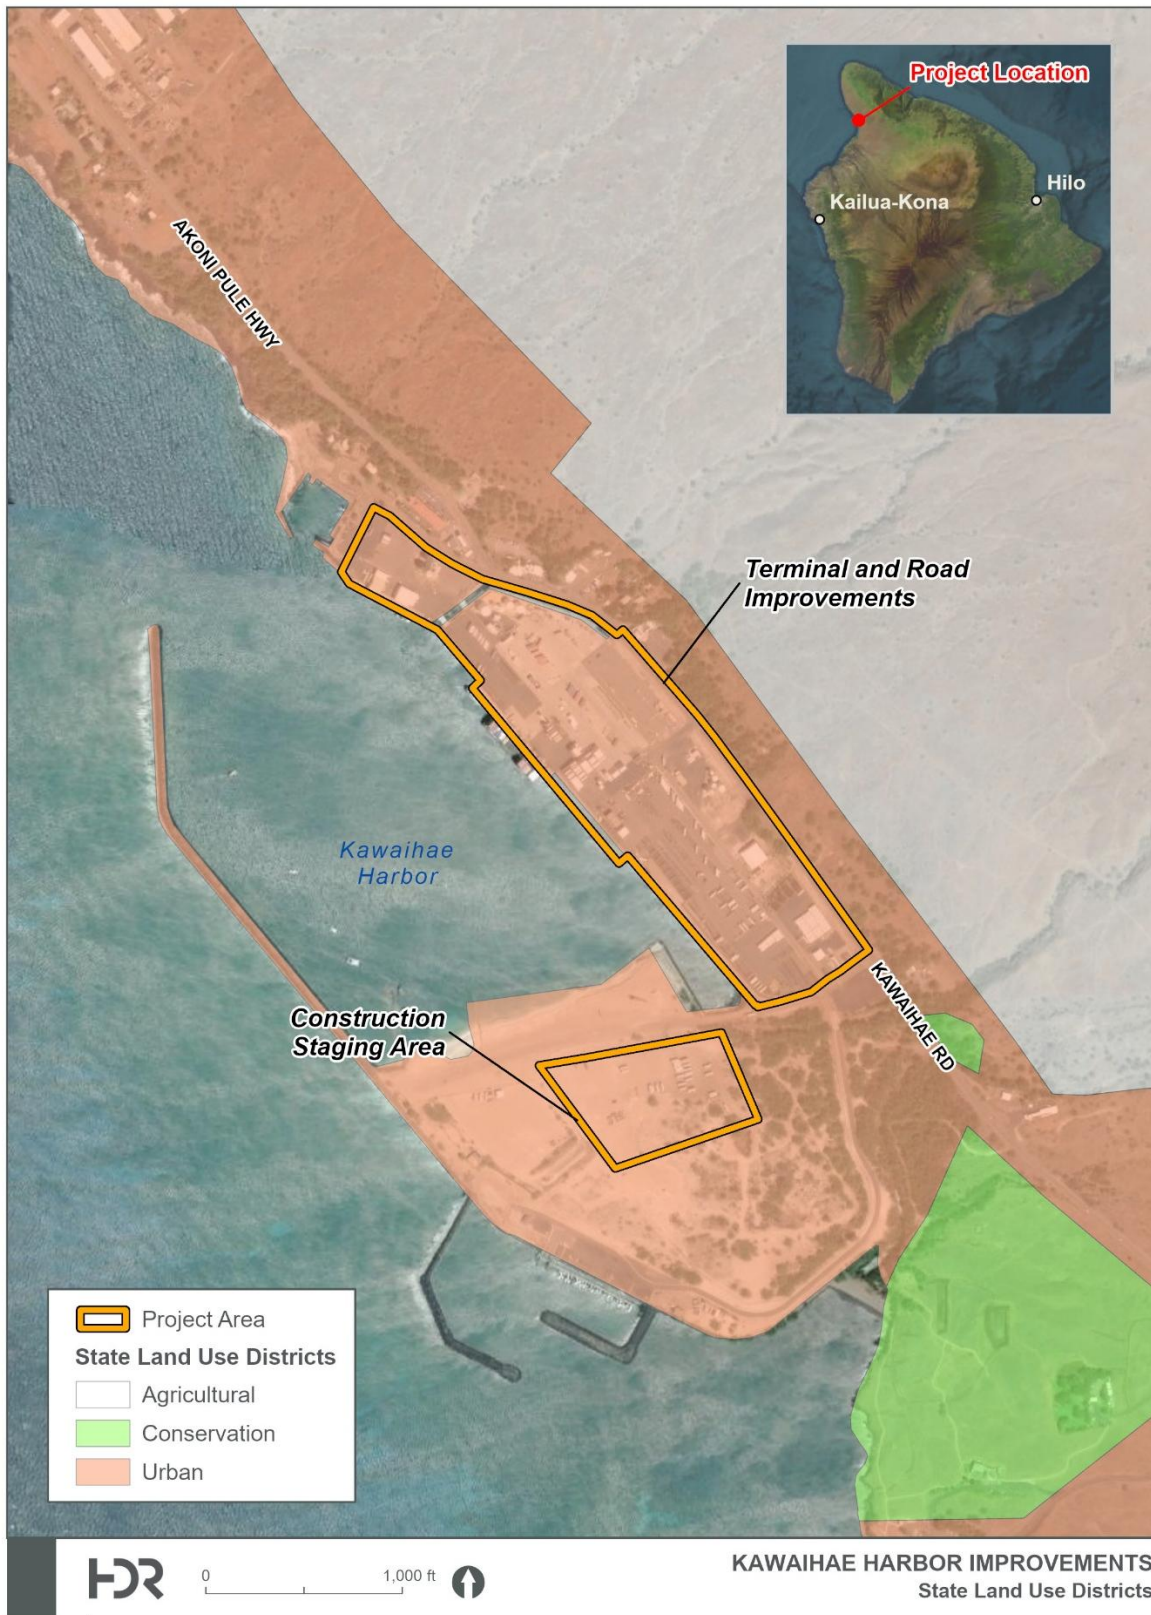 Project Location
Hilo
Kailua-Kona
AKONI PULE HWY
Terminal and Road
Improvements
Kawaihae
Harbor
KAWAIHAE RD
Construction
Staging Area
Project Area
State Land Use Districts
Agricultural
Conservation
Urban
HDR
0
1,000 ft
KAWAIHAE HARBOR IMPROVEMENTS
State Land Use Districts